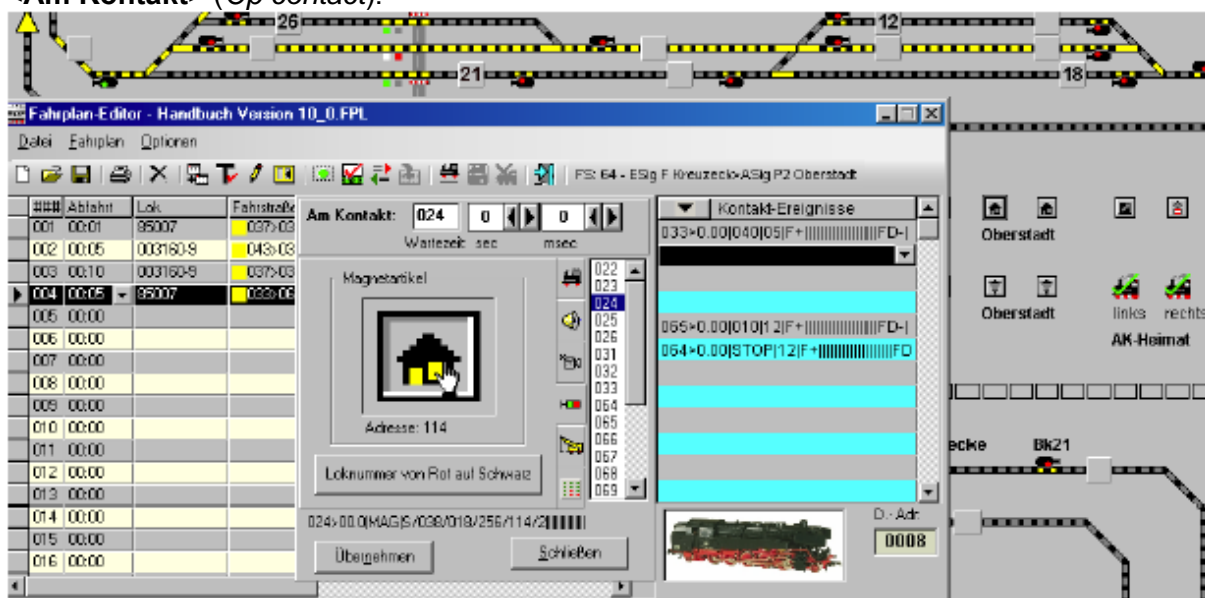 <Am Kontakt> (Op contact).
26
12
21
18
Fahrplan-Editor - Handbuch Version 10_0.FPL
Datei Fahrplan Optionen
FS: 64 - ESig F Kreuzeck>ASig P2 Oberstadt
### Abfahrt Lok Fahrstraße
001 00:01 95007 037>03
002 00:05 003160-9 043>03
003 00:10 003160-9 037>03
004 00:05 95007 033>06
005 00:00
006 00:00
007 00:00
008 00:00
009 00:00
010 00:00
011 00:00
012 00:00
013 00:00
014 00:00
015 00:00
016 00:00
Am Kontakt: 024 0 0
Wartezeit: sec msec
Magnetartikel
Adresse: 114
Loknummer von Rot auf Schwarz
022
023
024
025
026
031
032
033
064
065
066
067
068
069
024>00.0|MAG|S/038/018/256/114/2||||||
Übernehmen
Schließen
Kontakt-Ereignisse
033>0.00|040|05|F+||||||||||||||||FD-|
065>0.00|010|12|F+||||||||||||||||FD-|
064>0.00|STOP|12|F+||||||||||||||||FD
D.- Adr.
0008
Oberstadt
Oberstadt
links rechts
AK-Heimat
ecke Bk21